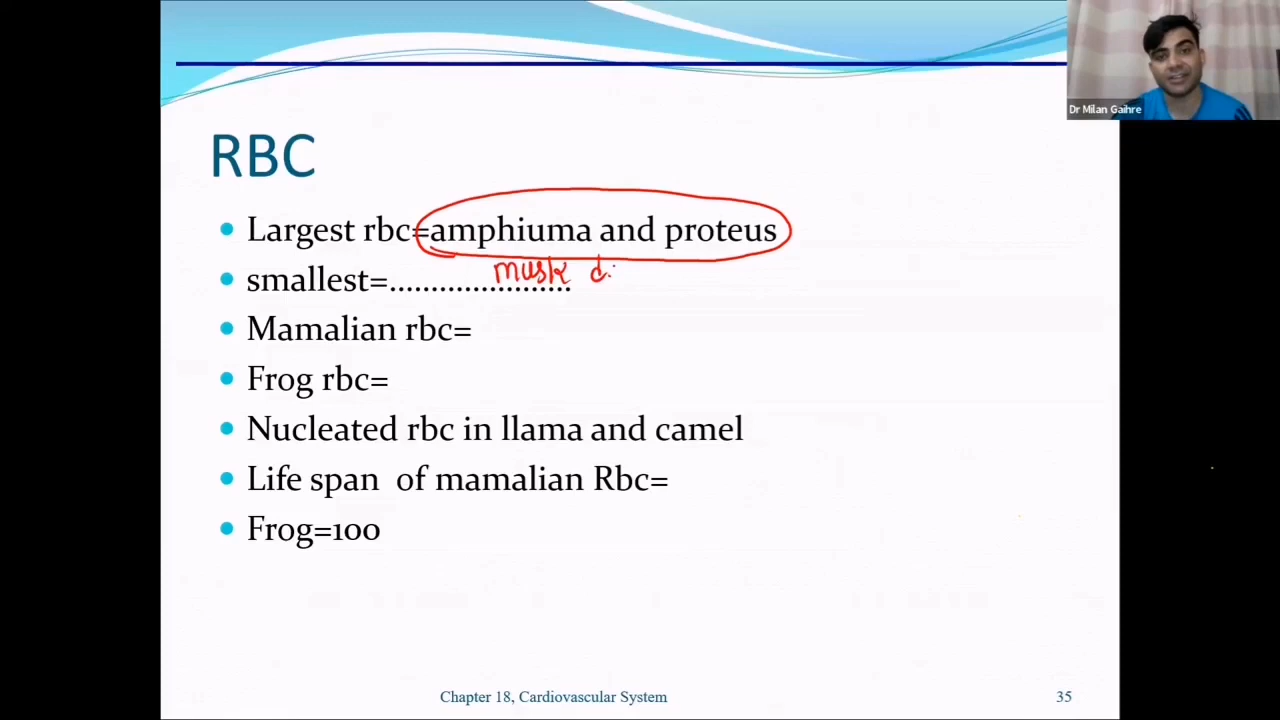 Dr Milan Gaihre
RBC
Largest rbc=amphiuma and proteus
musk d
smallest=......................
Mamalian rbc=
Frog rbc=
Nucleated rbc in llama and camel
Life span of mamalian Rbc=
Frog=100
Chapter 18, Cardiovascular System
35